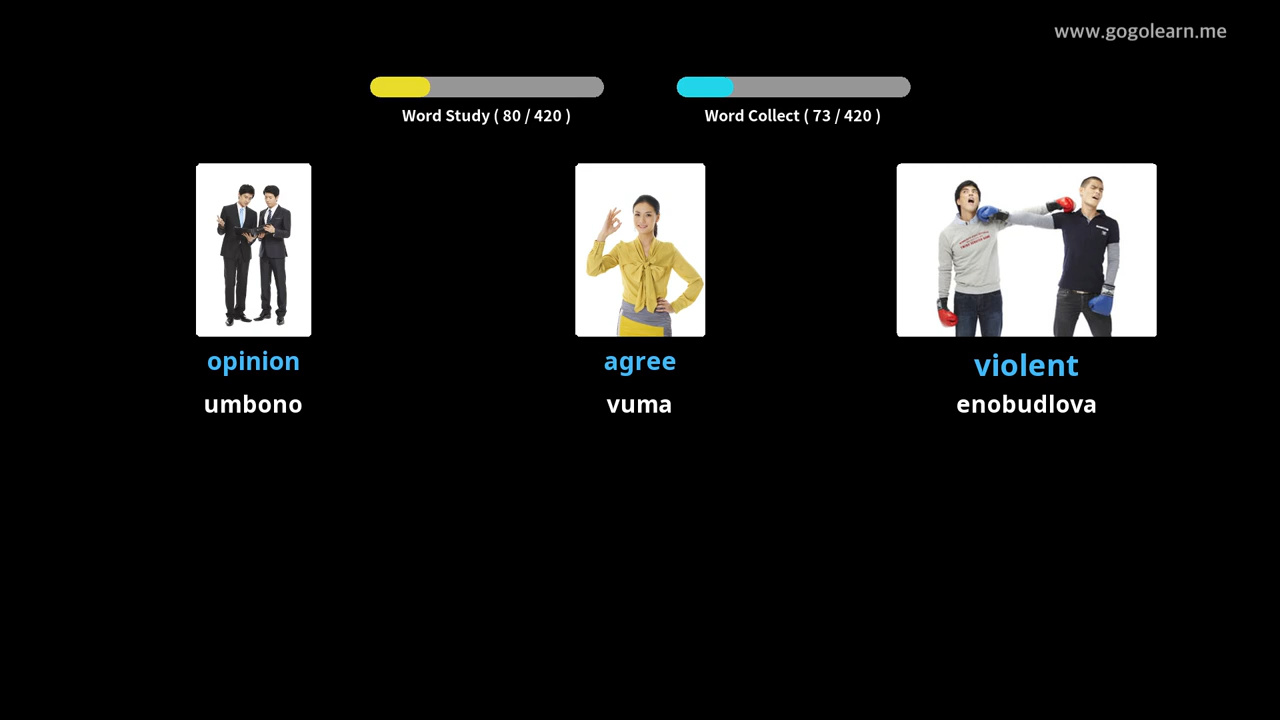 www.gogolearn.me
Word Study ( 80 / 420 )
Word Collect ( 73 / 420 )
opinion
agree
violent
umbono
vuma
enobudlova